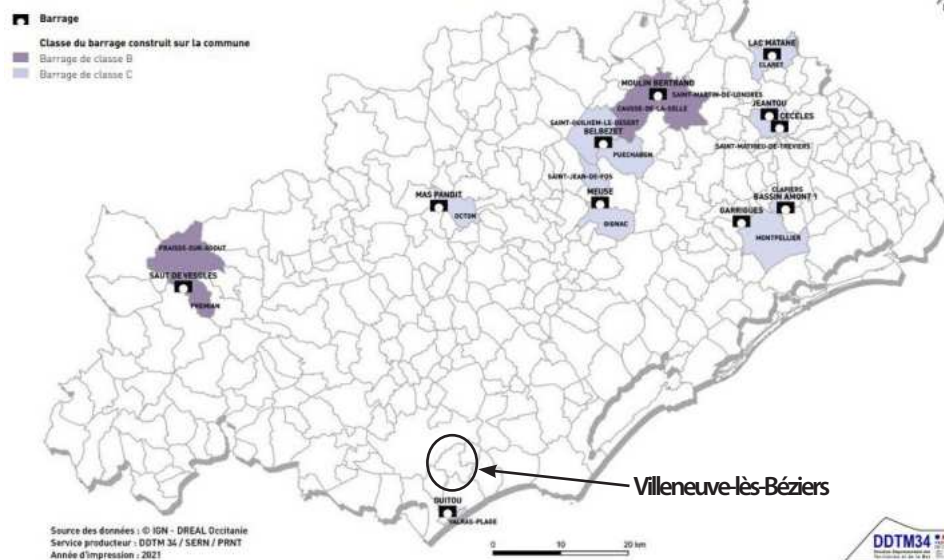 Barrage
Classe du barrage construit sur la commune
Barrage de classe B
Barrage de classe C
LAC MATANE
CLARET
MOULIN BERTRAND
SAINT-MARTIN-DE-LONDRES
CAUSSE-DE-LA-SELLE
JEANTOU
CECELES
SAINT-GUILHEM-LE-DESERT
BELBEZET
SAINT-MATHIEU-DE-TREVIERS
PUECHABON
SAINT-JEAN-DE-FOS
CLAPIERS
MAS PANDIT
MEUSE
BASSIN AMONT 1
OCTON
GARRIGUES
GIGNAC
MONTPELLIER
FRAISSE-SUR-AGOUT
SAUT DE VESOLES
PREMIAN
Villeneuve-lès-Béziers
GUITOU
VALRAS-PLAGE
Source des données : © IGN - DREAL Occitanie
Service producteur : DDTM 34 / SERN / PRNT
Année d'impression : 2021
0 10 20 km
DDTM34